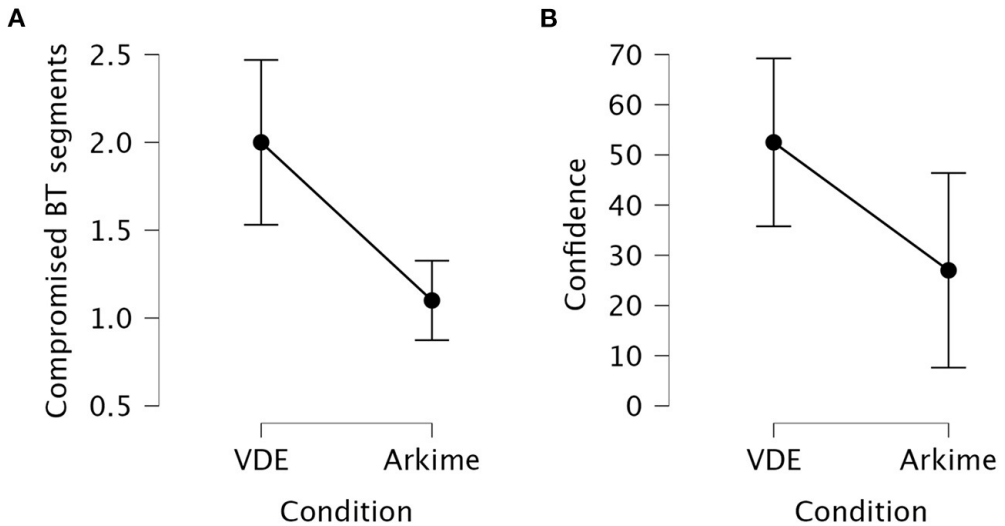 A
Compromised BT segments
2.5
2.0
1.5
1.0
0.5
VDE
Arkime
Condition
B
Confidence
70
60
50
40
30
20
10
0
VDE
Arkime
Condition